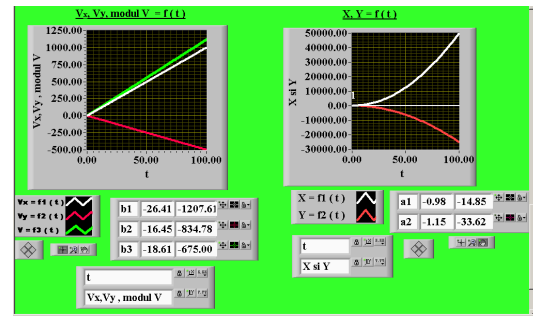 Vx, Vy, modul V = f ( t )
1250.00
1000.00
750.00
500.00
250.00
0.00
-250.00
-500.00
Vx,Vy , modul V
0.00 50.00 100.00
t
Vx = f1 ( t )
Vy = f2 ( t )
V = f3 ( t )
b1 -26.41 -1207.61
b2 -16.45 -834.78
b3 -18.61 -675.00
t
Vx,Vy , modul V
X, Y = f ( t )
50000.00
40000.00
30000.00
20000.00
10000.00
0.00
-10000.00
-20000.00
-30000.00
X si Y
1
0.00 50.00 100.00
t
X = f1 ( t )
Y = f2 ( t )
a1 -0.98 -14.85
a2 -1.15 -33.62
t
X si Y